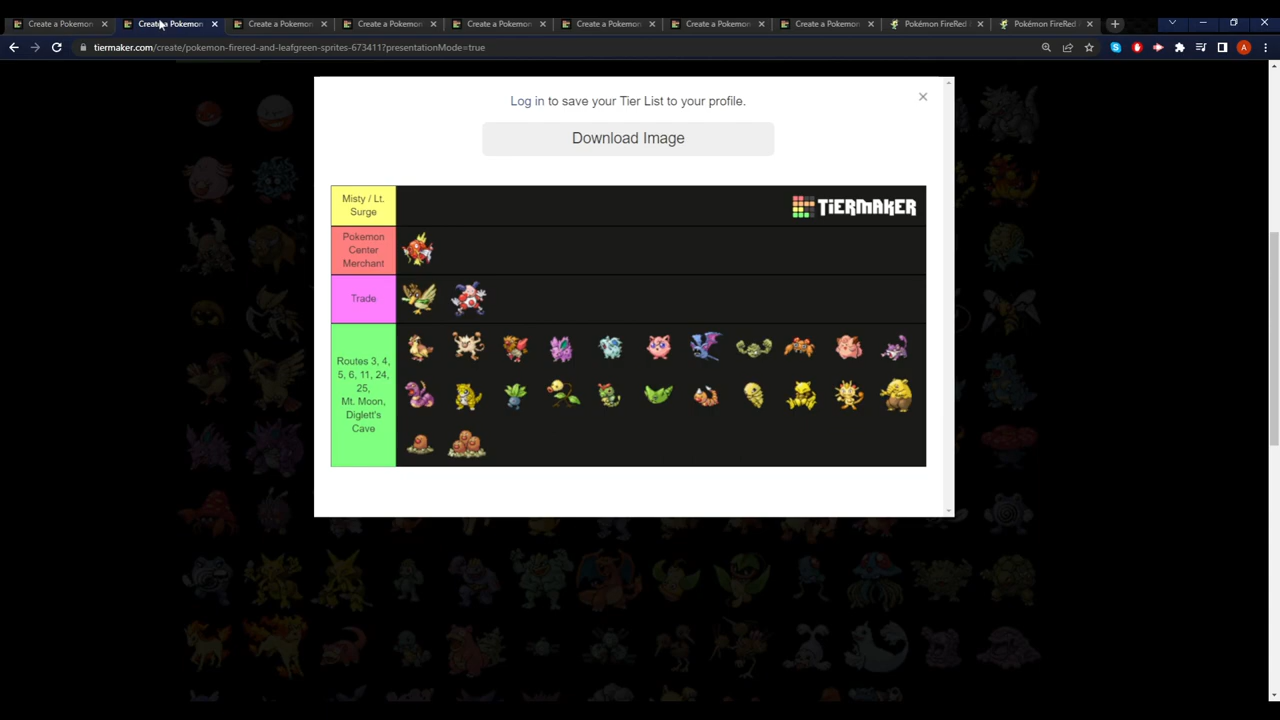 Create a Pokemon
Create a Pokemon
Create a Pokemon
Create a Pokemon
Create a Pokemon
Create a Pokemon
Create a Pokemon
Create a Pokemon
Pokémon FireRed
Pokémon FireRed
tiermaker.com/create/pokemon-firered-and-leafgreen-sprites-673411?presentationMode=true
A
Log in to save your Tier List to your profile.
Download Image
Misty / Lt.
Surge
TiERMAKER
Pokemon
Center
Merchant
Trade
Routes 3, 4,
5, 6, 11, 24,
25,
Mt. Moon,
Diglett's
Cave